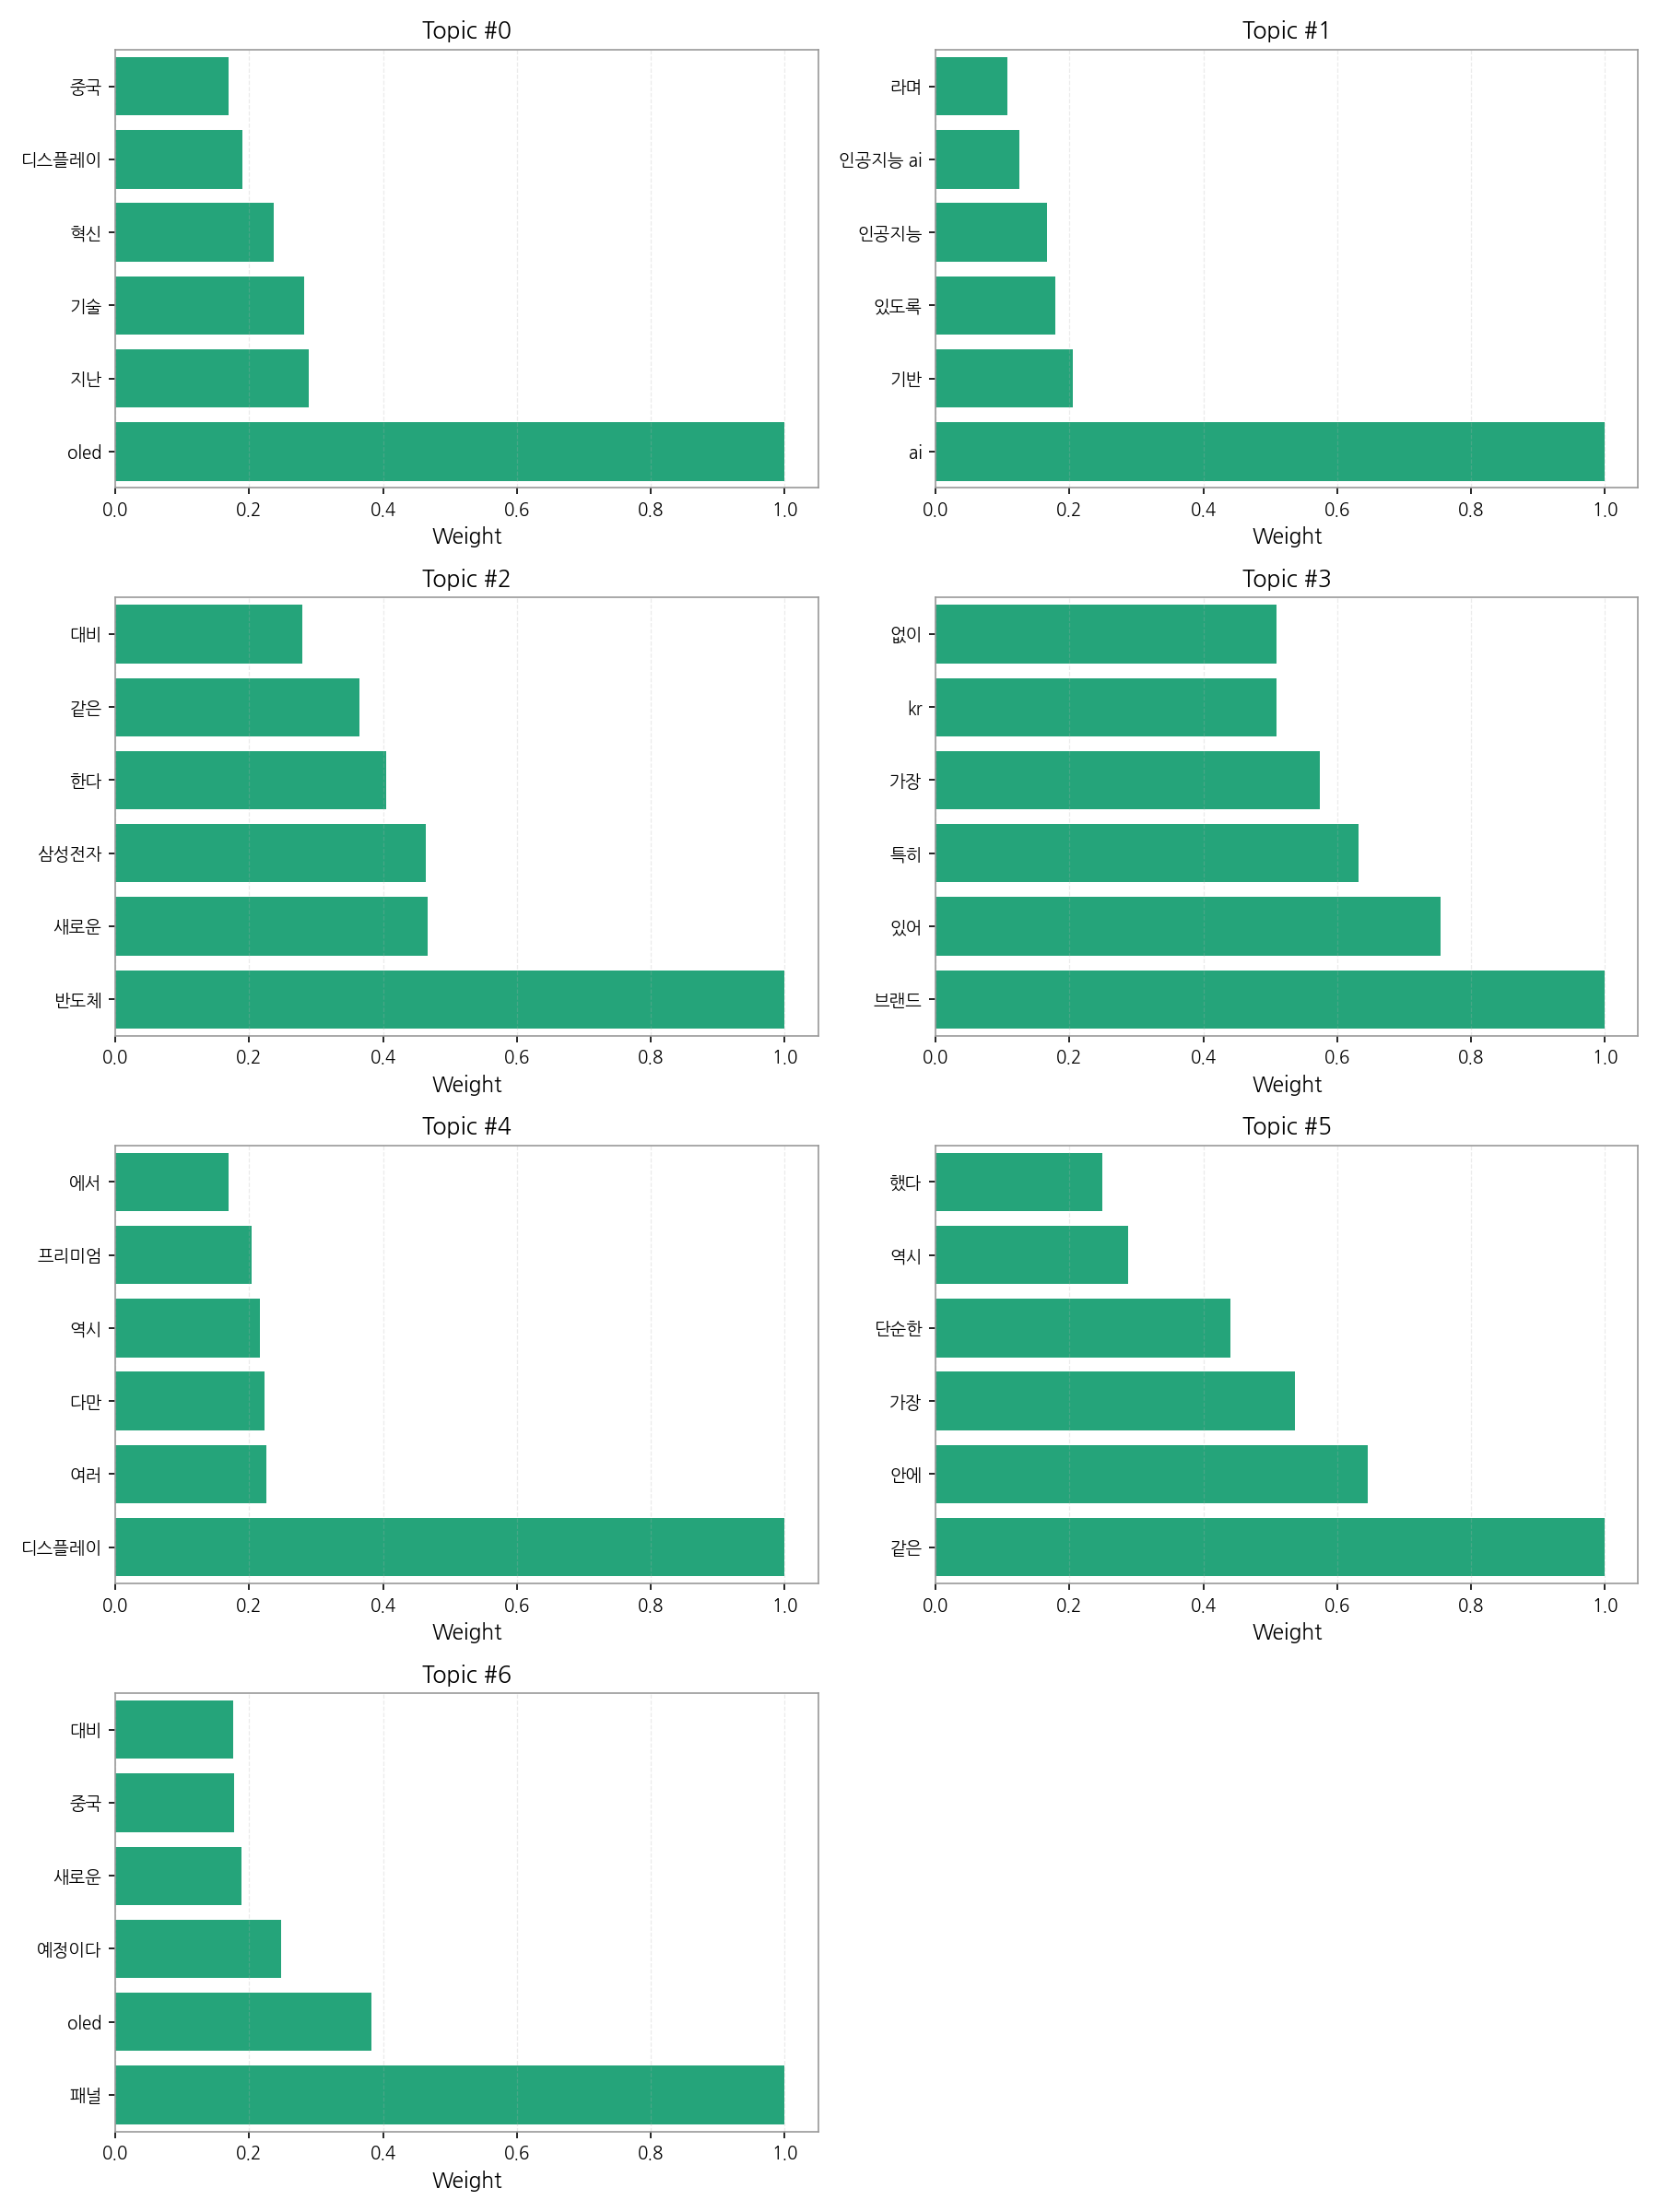 Topic #0
중국
디스플레이
혁신
기술
지난
oled
0.0 0.2 0.4 0.6 0.8 1.0
Weight
Topic #1
라며
인공지능 ai
인공지능
있도록
기반
ai
0.0 0.2 0.4 0.6 0.8 1.0
Weight
Topic #2
대비
같은
한다
삼성전자
새로운
반도체
0.0 0.2 0.4 0.6 0.8 1.0
Weight
Topic #3
없이
kr
가장
특히
있어
브랜드
0.0 0.2 0.4 0.6 0.8 1.0
Weight
Topic #4
에서
프리미엄
역시
다만
여러
디스플레이
0.0 0.2 0.4 0.6 0.8 1.0
Weight
Topic #5
했다
역시
단순한
가장
안에
같은
0.0 0.2 0.4 0.6 0.8 1.0
Weight
Topic #6
대비
중국
새로운
예정이다
oled
패널
0.0 0.2 0.4 0.6 0.8 1.0
Weight